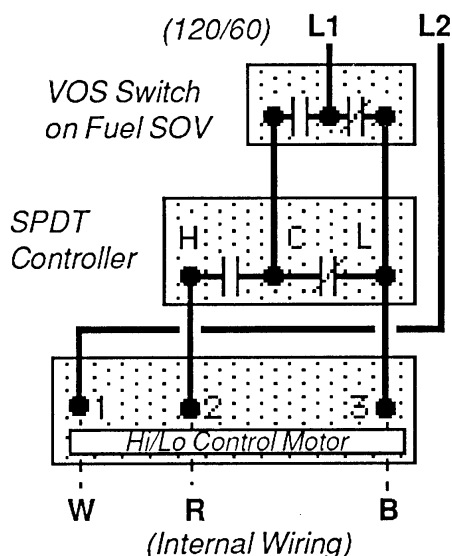 (120/60) L1 L2
VOS Switch
on Fuel SOV
SPDT
Controller
H C L
1 2 3
Hi/Lo Control Motor
W R B
(Internal Wiring)